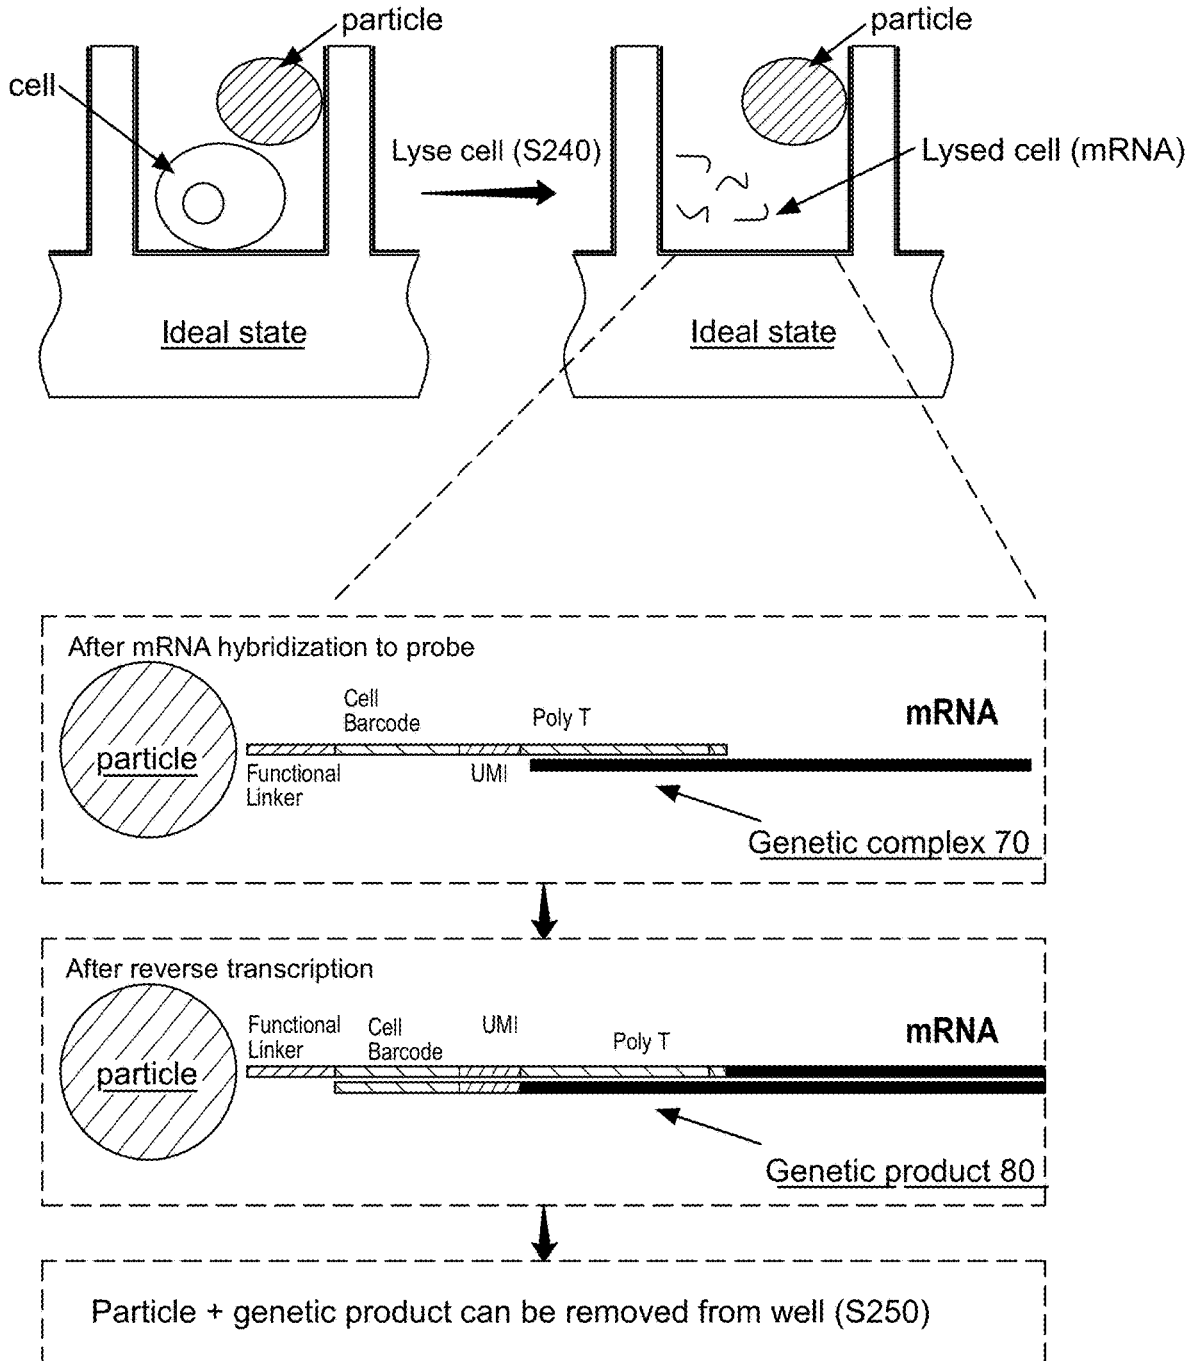 particle
particle
cell
Lyse cell (S240)
Lysed cell (mRNA)
Ideal state
Ideal state
After mRNA hybridization to probe
Cell
Barcode
Poly T
mRNA
particle
Functional
Linker
UMI
Genetic complex 70
After reverse transcription
Functional
Linker
Cell
Barcode
UMI
Poly T
mRNA
particle
Genetic product 80
Particle + genetic product can be removed from well (S250)